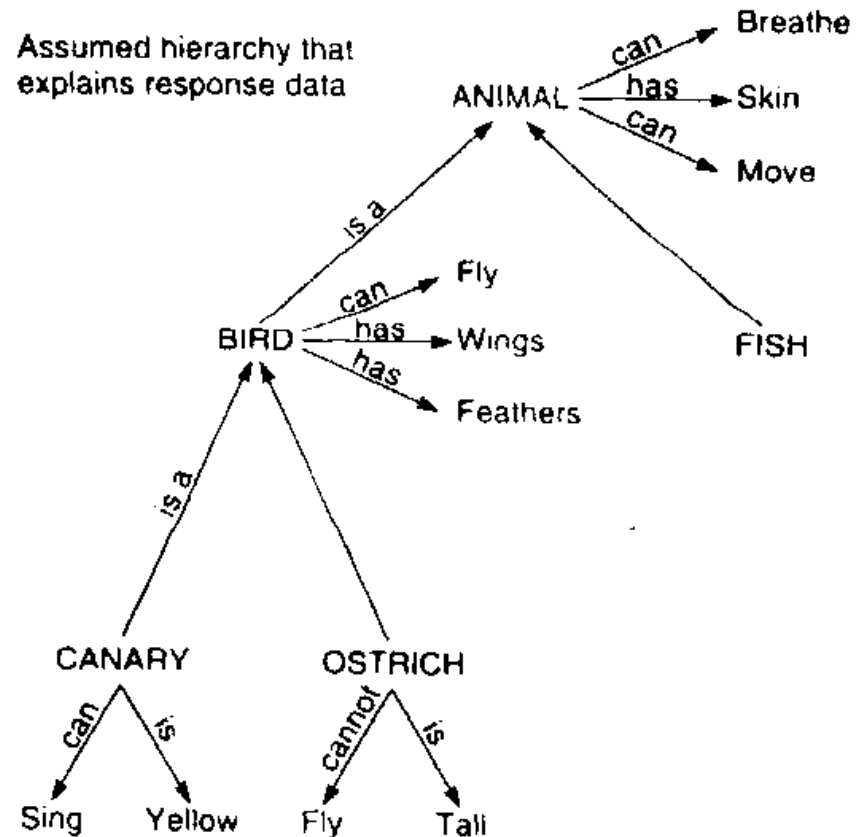 Assumed hierarchy that
explains response data
ANIMAL
can
Breathe
has
Skin
can
Move
is a
BIRD
can
Fly
has
Wings
has
Feathers
FISH
is a
CANARY
OSTRICH
can
is
cannot
is
Sing
Yellow
Fly
Tall